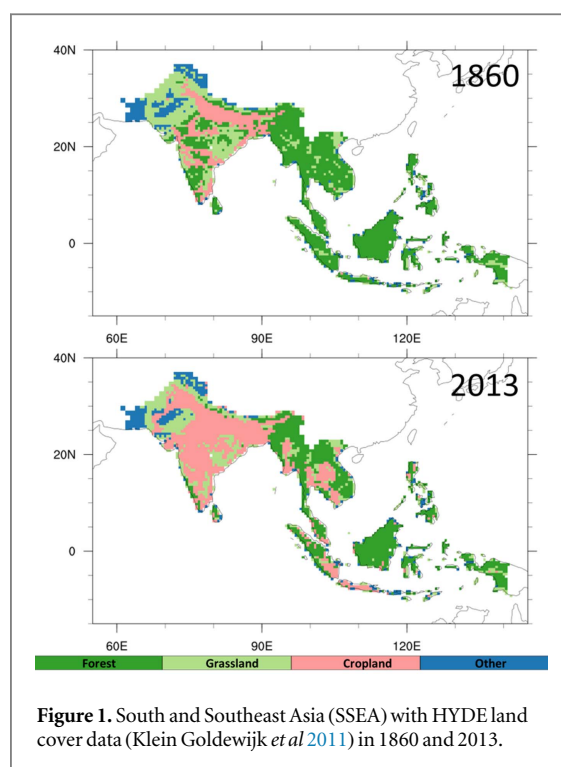 40N
1860
20N
0
60E 90E 120E
40N
2013
20N
0
60E 90E 120E
Forest Grassland Cropland Other
Figure 1. South and Southeast Asia (SSEA) with HYDE land
cover data (Klein Goldewijk et al 2011) in 1860 and 2013.